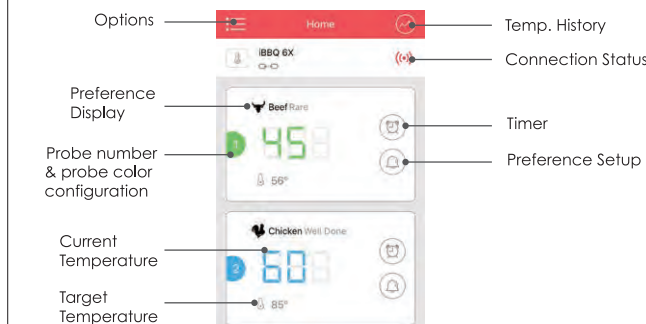 Options
Home
Temp. History
iBBQ 6X
Connection Status
Preference
Display
Beef Rare
Timer
1
45
Probe number
& probe color
configuration
Preference Setup
56°
Chicken Well Done
Current
Temperature
2
60
Target
Temperature
85°